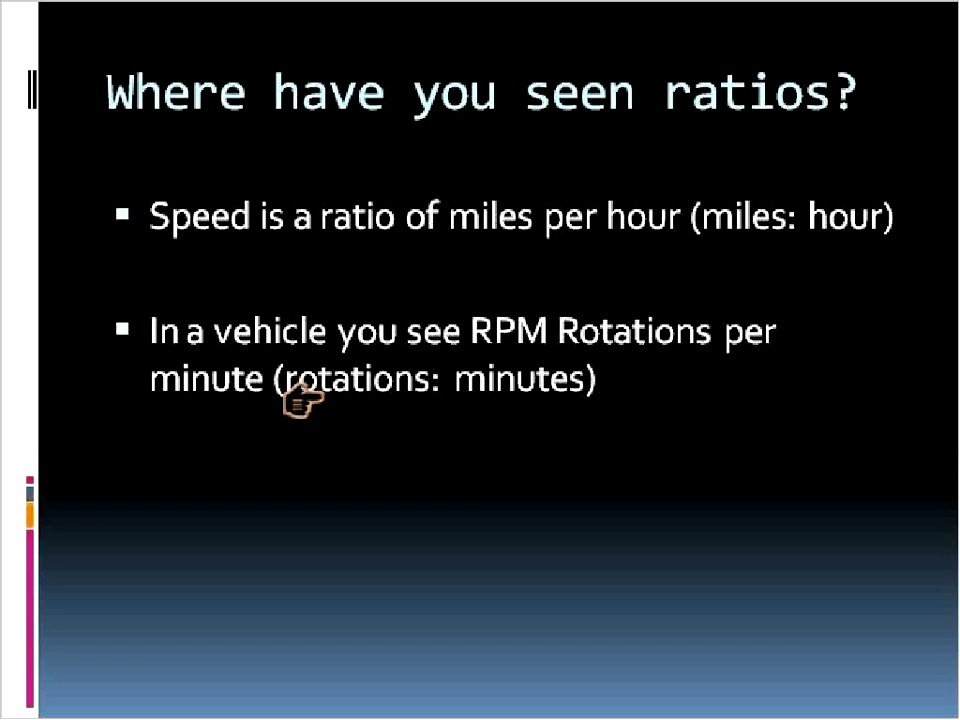 Where have you seen ratios?
Speed is a ratio of miles per hour (miles: hour)
In a vehicle you see RPM Rotations per
minute (rotations: minutes)